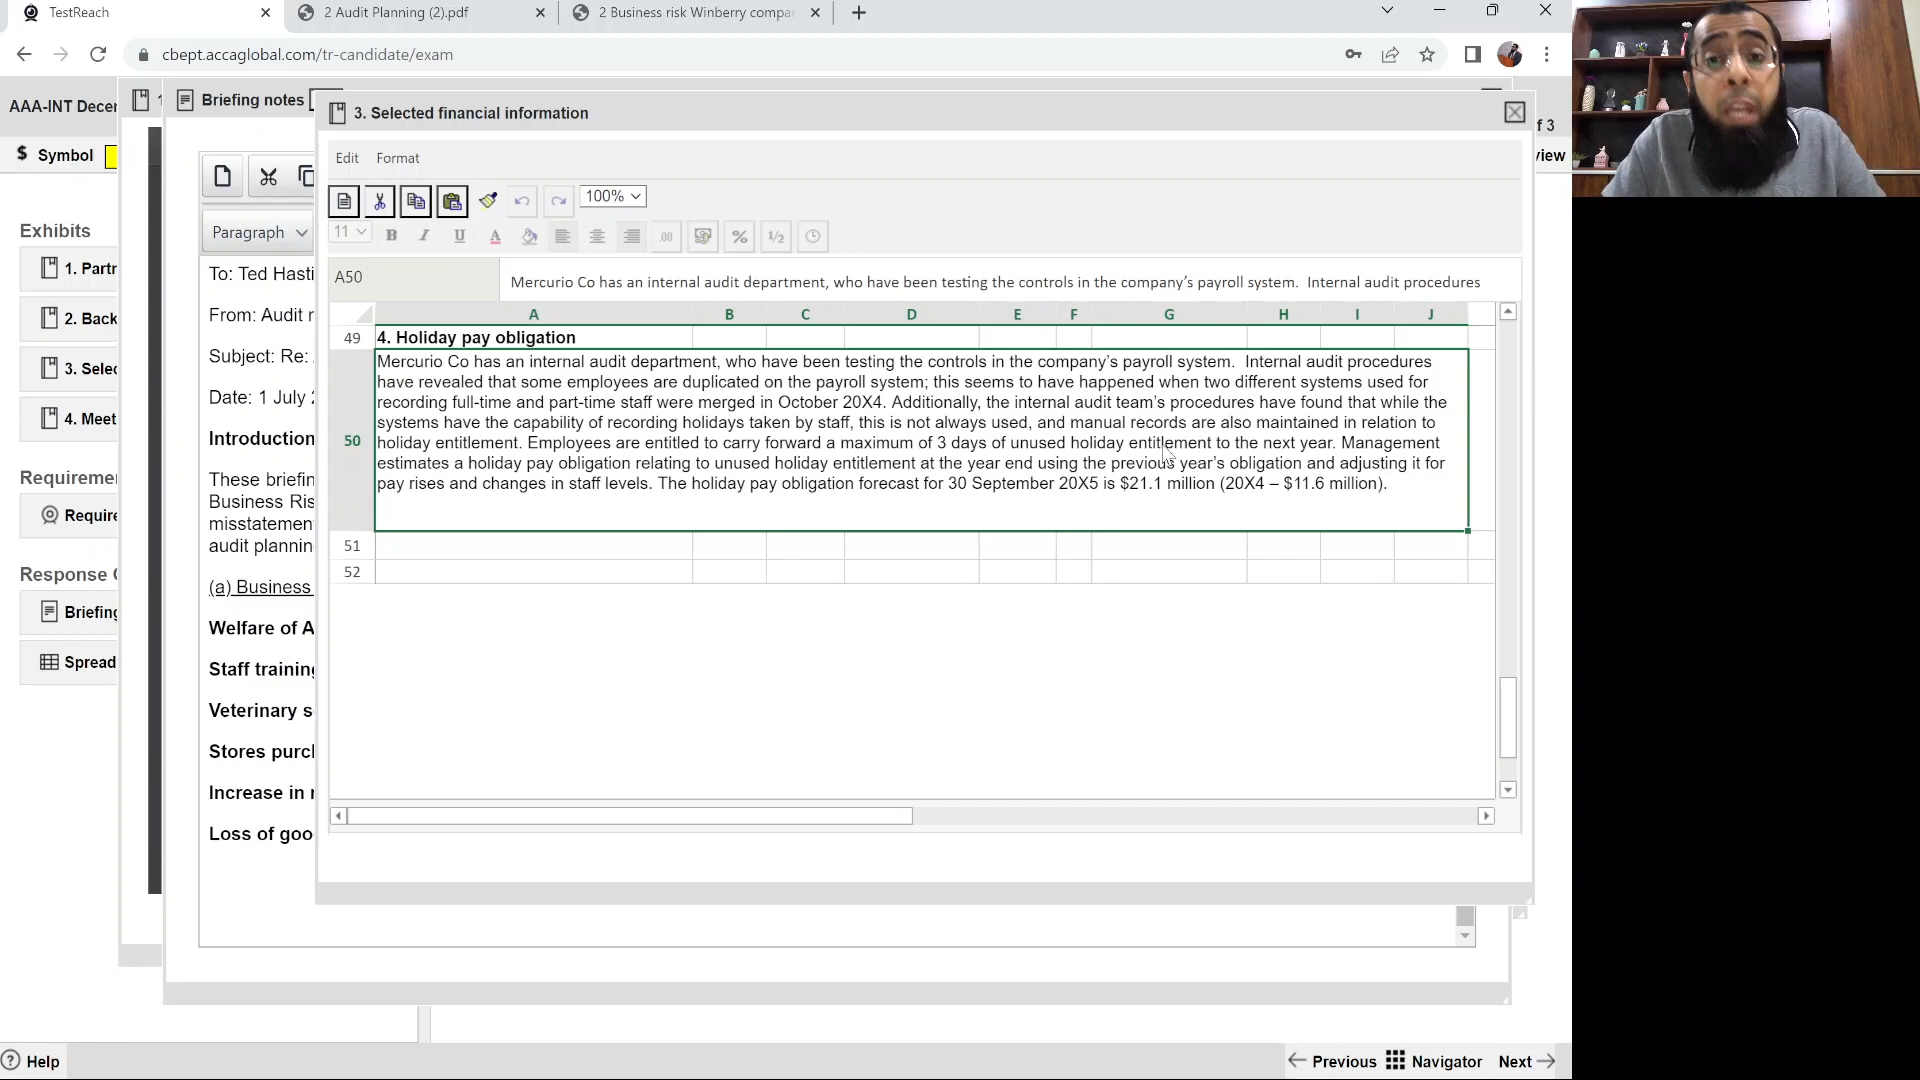 TestReach
2 Audit Planning (2).pdf
2 Business risk Winberry compa
cbept.accaglobal.com/tr-candidate/exam
AAA-INT Decem
Briefing notes
3. Selected financial information
f 3
$ Symbol
view
Edit Format
100%
11
Paragraph
A50
Mercurio Co has an internal audit department, who have been testing the controls in the company's payroll system. Internal audit procedures
A B C D E F G H I J
49 4. Holiday pay obligation
50
Mercurio Co has an internal audit department, who have been testing the controls in the company's payroll system. Internal audit procedures
have revealed that some employees are duplicated on the payroll system; this seems to have happened when two different systems used for
recording full-time and part-time staff were merged in October 20X4. Additionally, the internal audit team's procedures have found that while the
systems have the capability of recording holidays taken by staff, this is not always used, and manual records are also maintained in relation to
holiday entitlement. Employees are entitled to carry forward a maximum of 3 days of unused holiday entitlement to the next year. Management
estimates a holiday pay obligation relating to unused holiday entitlement at the year end using the previous year's obligation and adjusting it for
pay rises and changes in staff levels. The holiday pay obligation forecast for 30 September 20X5 is $21.1 million (20X4 – $11.6 million).
51
52
Exhibits
1. Partr
2. Back
3. Selec
4. Meet
Requiremen
Require
Response
Briefing
Spread
To: Ted Hasti
From: Audit
Subject: Re:
Date: 1 July
Introduction
These briefin
Business Ris
misstatemen
audit plannin
(a) Business
Welfare of A
Staff training
Veterinary s
Stores purch
Increase in
Loss of goo
Help
Previous Navigator Next